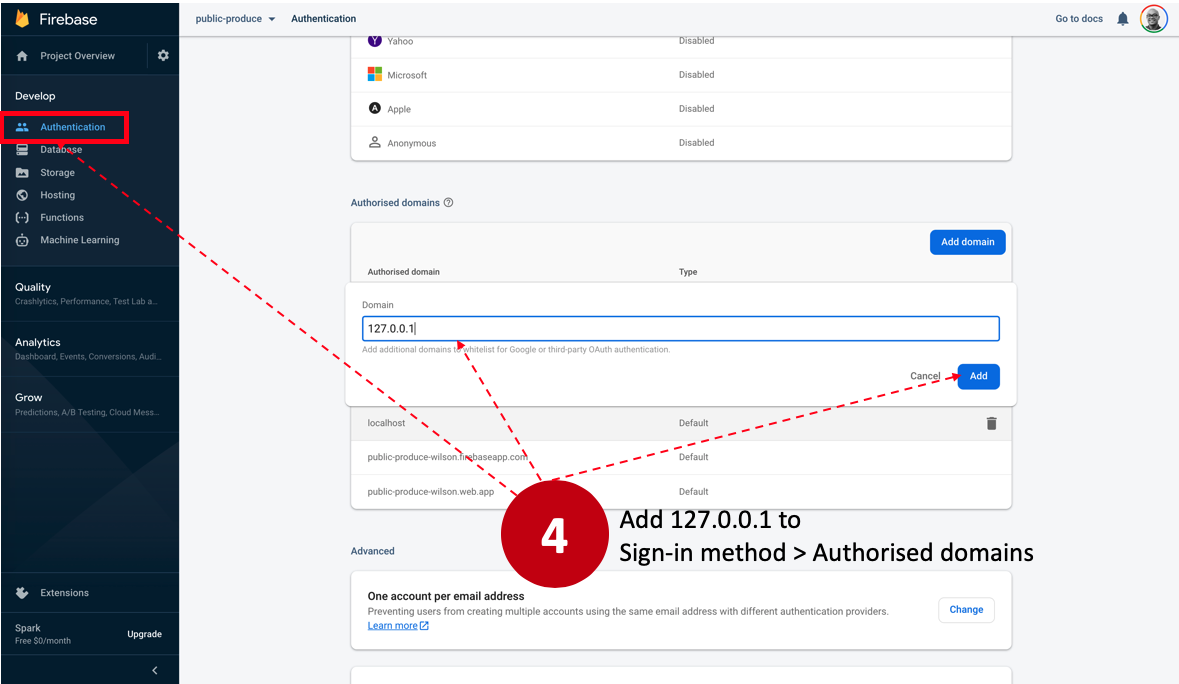 Firebase
public-produce
Authentication
Go to docs
Project Overview
Develop
Authentication
Database
Storage
Hosting
Functions
Machine Learning
Quality
Crashlytics, Performance, Test Lab a...
Analytics
Dashboard, Events, Conversions, Audi...
Grow
Predictions, A/B Testing, Cloud Mess...
Extensions
Spark
Free $0/month
Upgrade
Yahoo Disabled
Microsoft Disabled
Apple Disabled
Anonymous Disabled
Authorised domains
Add domain
Authorised domain Type
Domain
127.0.0.1
Add additional domains to whitelist for Google or third-party OAuth authentication.
Cancel Add
localhost Default
public-produce-wilson.firebaseapp.com Default
public-produce-wilson.web.app Default
4
Add 127.0.0.1 to
Sign-in method > Authorised domains
Advanced
One account per email address
Preventing users from creating multiple accounts using the same email address with different authentication providers.
Learn more
Change